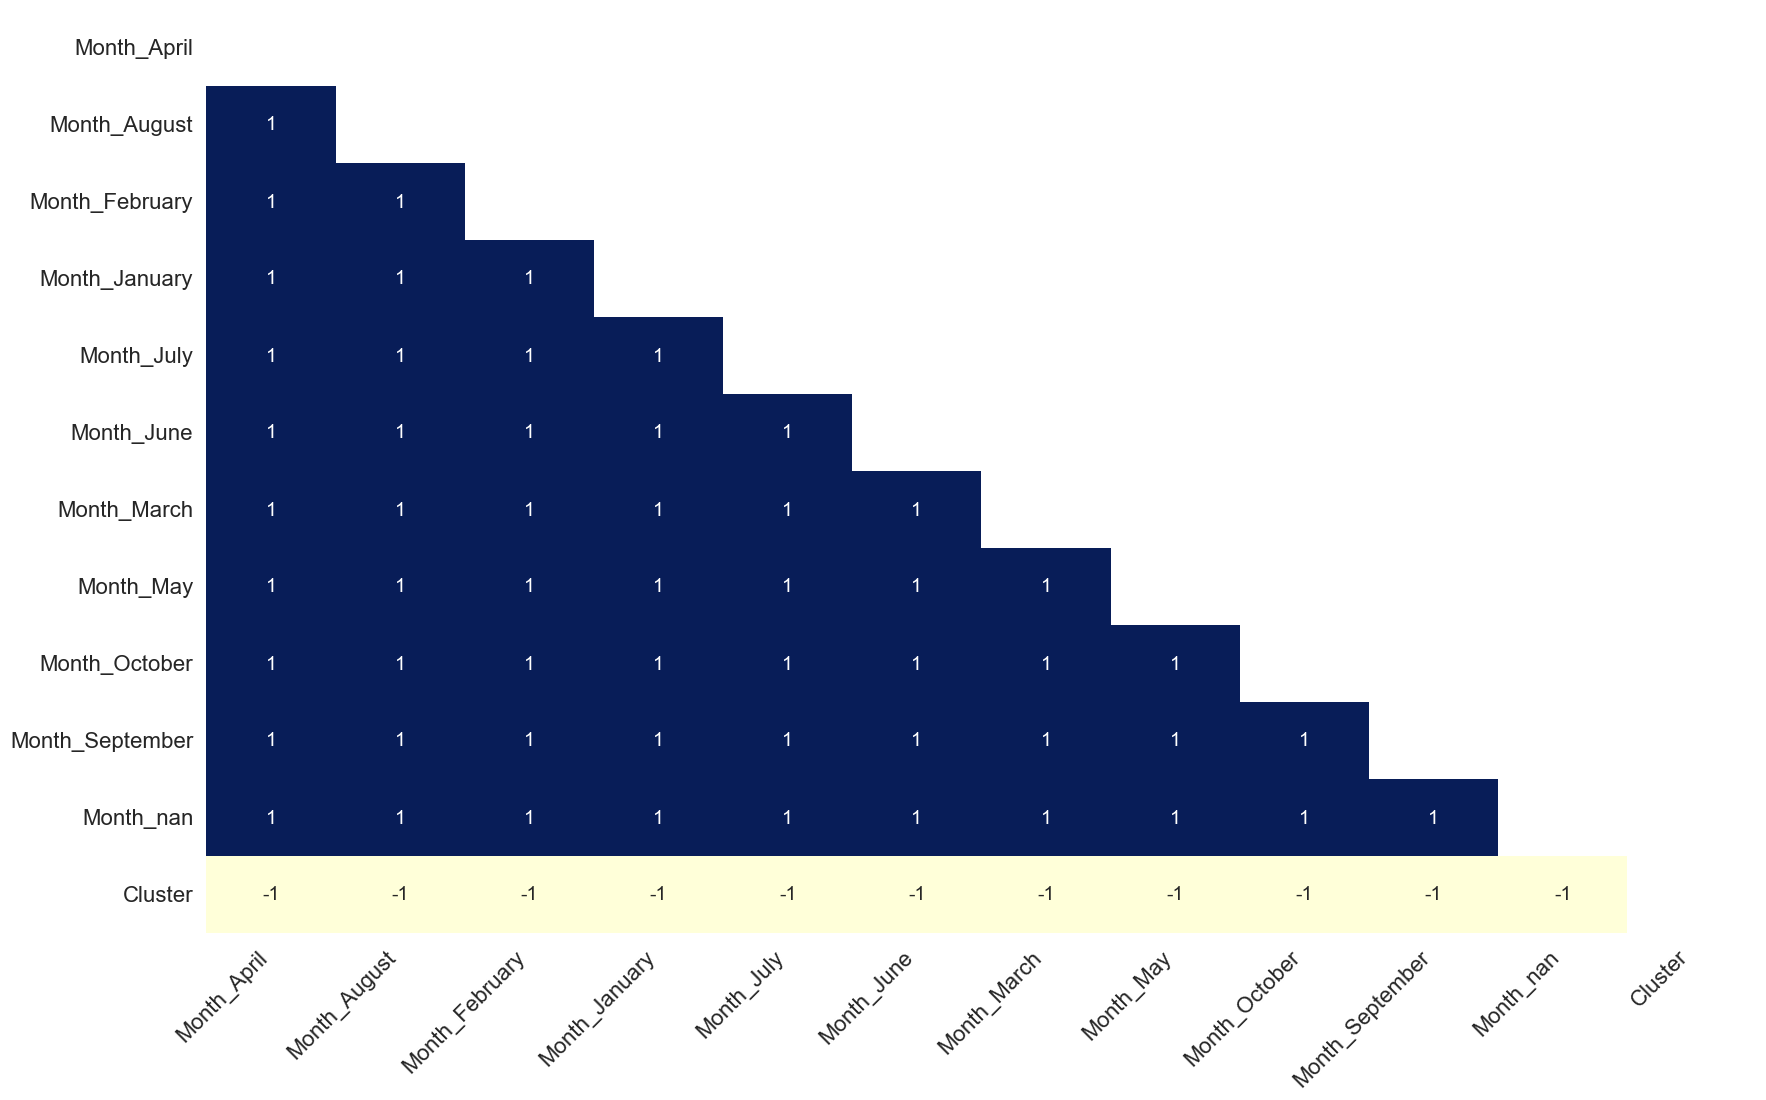 Month_April
Month_August 1
Month_February 1 1
Month_January 1 1 1
Month_July 1 1 1 1
Month_June 1 1 1 1 1
Month_March 1 1 1 1 1 1
Month_May 1 1 1 1 1 1 1
Month_October 1 1 1 1 1 1 1 1
Month_September 1 1 1 1 1 1 1 1 1
Month_nan 1 1 1 1 1 1 1 1 1 1
Cluster -1 -1 -1 -1 -1 -1 -1 -1 -1 -1 -1
Month_April
Month_August
Month_February
Month_January
Month_July
Month_June
Month_March
Month_May
Month_October
Month_September
Month_nan
Cluster